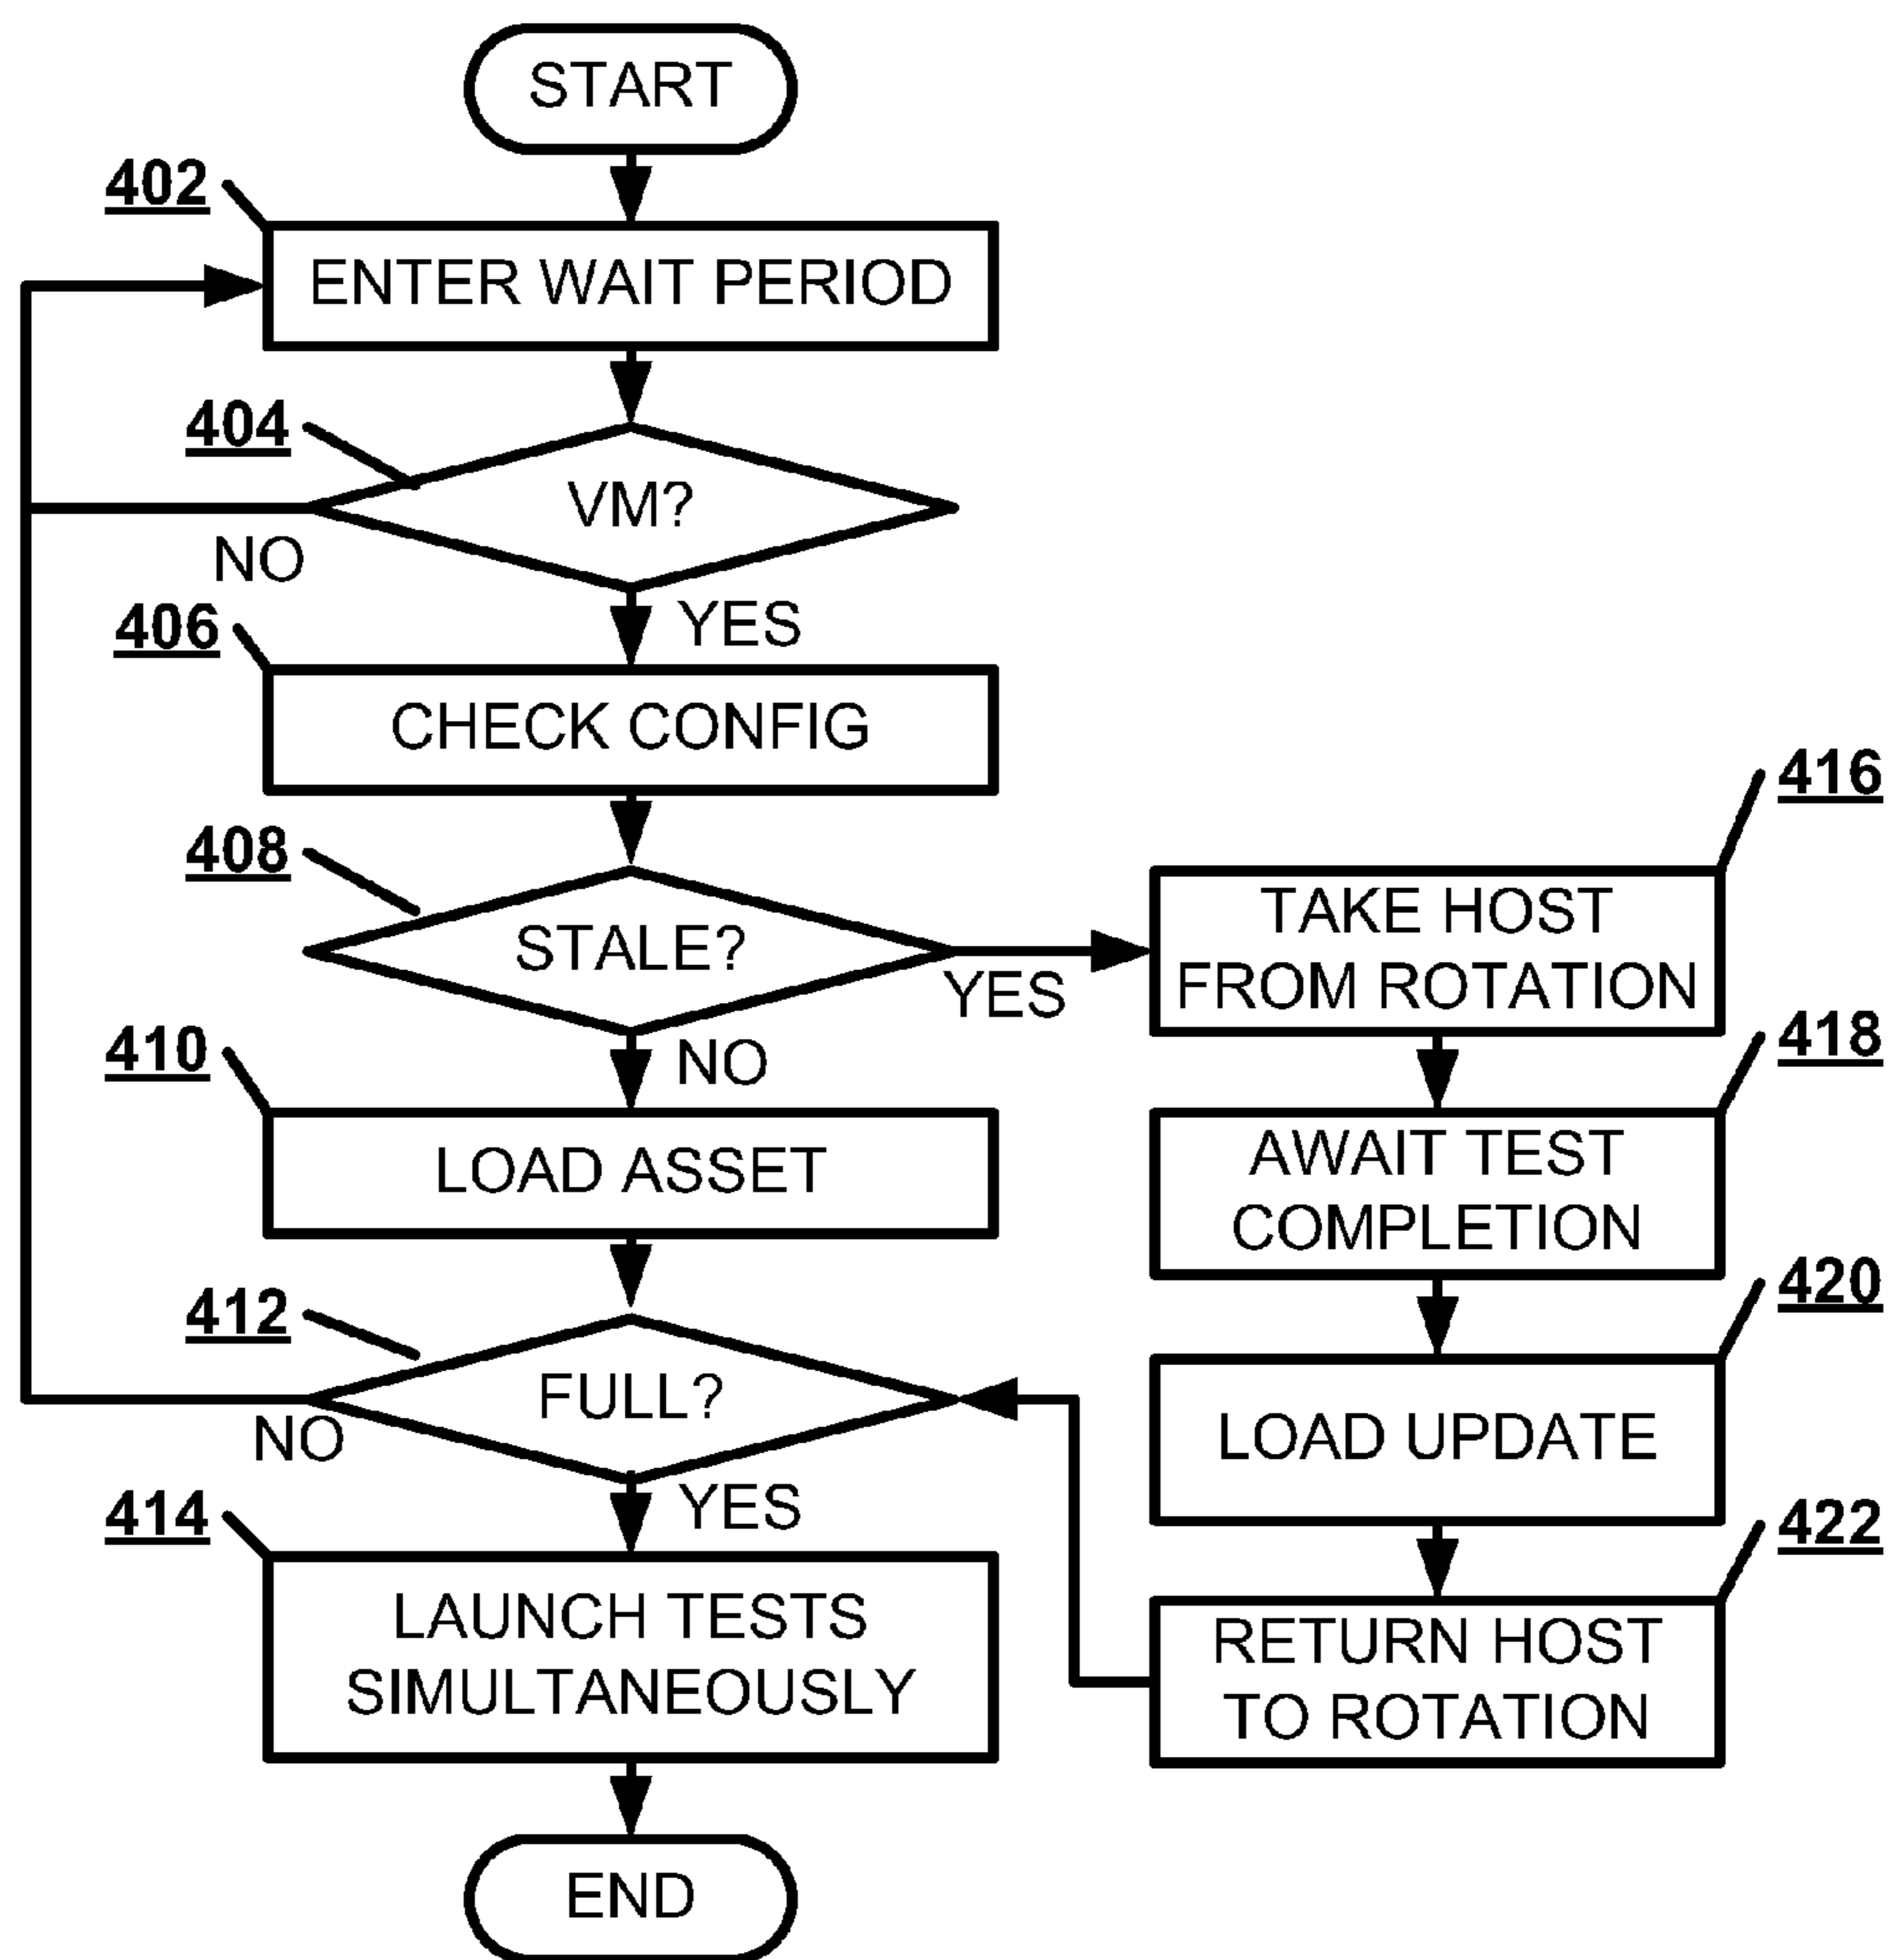 START
402
ENTER WAIT PERIOD
404
VM?
NO
YES
406
CHECK CONFIG
408
STALE?
YES
NO
416
TAKE HOST
FROM ROTATION
410
LOAD ASSET
418
AWAIT TEST
COMPLETION
412
FULL?
NO
YES
420
LOAD UPDATE
414
LAUNCH TESTS
SIMULTANEOUSLY
422
RETURN HOST
TO ROTATION
END